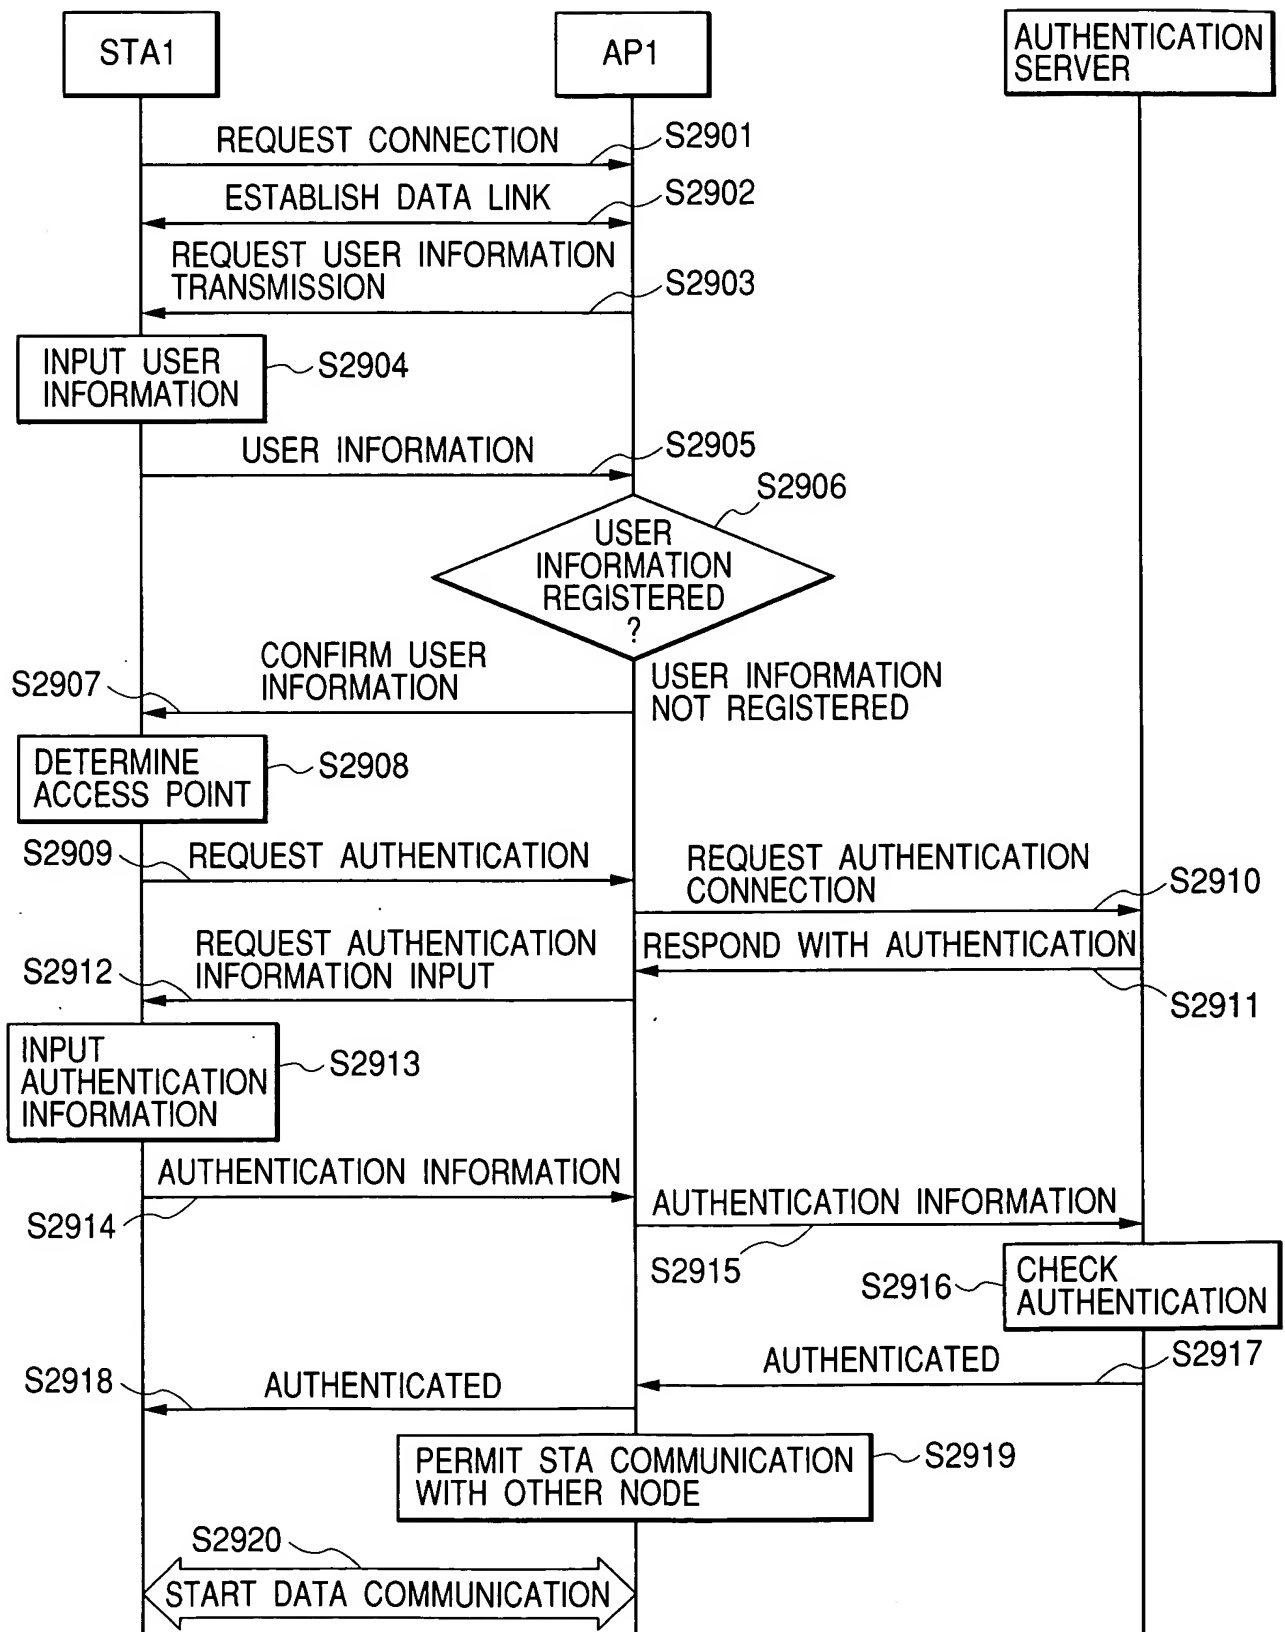 STA1
AP1
AUTHENTICATION
SERVER
REQUEST CONNECTION
S2901
ESTABLISH DATA LINK
S2902
REQUEST USER INFORMATION
TRANSMISSION
S2903
INPUT USER
INFORMATION
S2904
USER INFORMATION
S2905
S2906
USER
INFORMATION
REGISTERED
?
CONFIRM USER
INFORMATION
S2907
USER INFORMATION
NOT REGISTERED
DETERMINE
ACCESS POINT
S2908
S2909
REQUEST AUTHENTICATION
REQUEST AUTHENTICATION
CONNECTION
S2910
REQUEST AUTHENTICATION
INFORMATION INPUT
S2912
RESPOND WITH AUTHENTICATION
S2911
INPUT
AUTHENTICATION
INFORMATION
S2913
AUTHENTICATION INFORMATION
S2914
AUTHENTICATION INFORMATION
S2915
S2916
CHECK
AUTHENTICATION
AUTHENTICATED
S2917
S2918
AUTHENTICATED
PERMIT STA COMMUNICATION
WITH OTHER NODE
S2919
S2920
START DATA COMMUNICATION